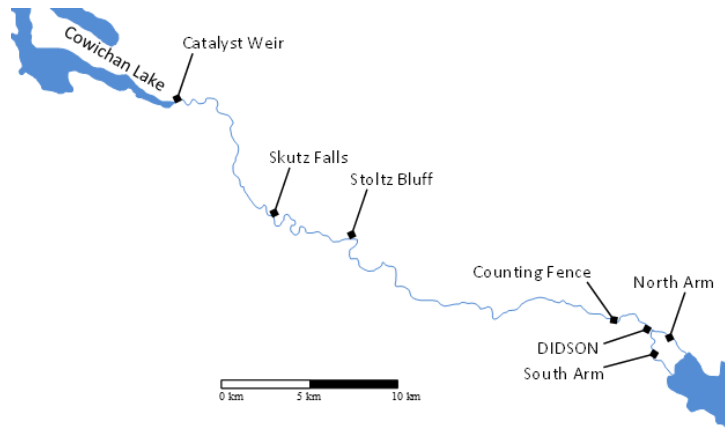 Cowichan Lake
Catalyst Weir
Skutz Falls
Stoltz Bluff
Counting Fence
North Arm
DIDSON
South Arm
0 km 5 km 10 km